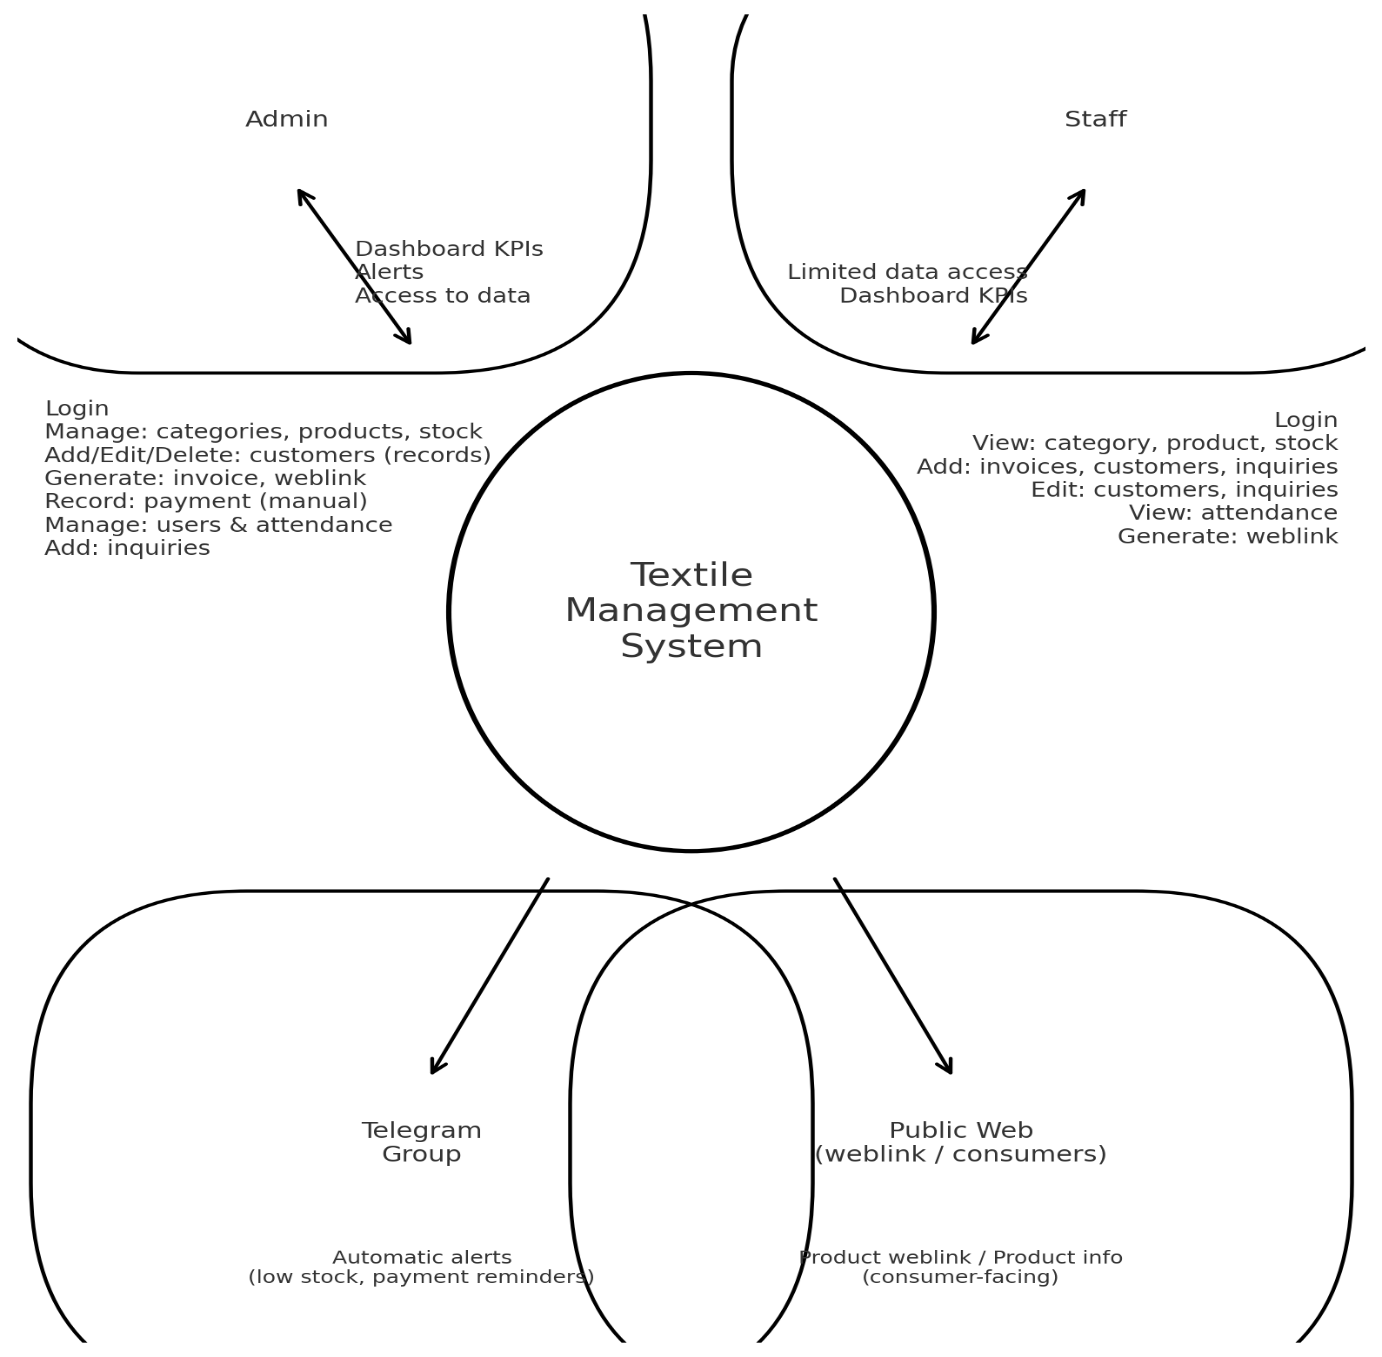 Admin
Staff
Dashboard KPIs
Alerts
Access to data
Limited data access
Dashboard KPIs
Login
Manage: categories, products, stock
Add/Edit/Delete: customers (records)
Generate: invoice, weblink
Record: payment (manual)
Manage: users & attendance
Add: inquiries
Login
View: category, product, stock
Add: invoices, customers, inquiries
Edit: customers, inquiries
View: attendance
Generate: weblink
Textile
Management
System
Telegram
Group
Public Web
(weblink / consumers)
Automatic alerts
(low stock, payment reminders)
Product weblink / Product info
(consumer-facing)